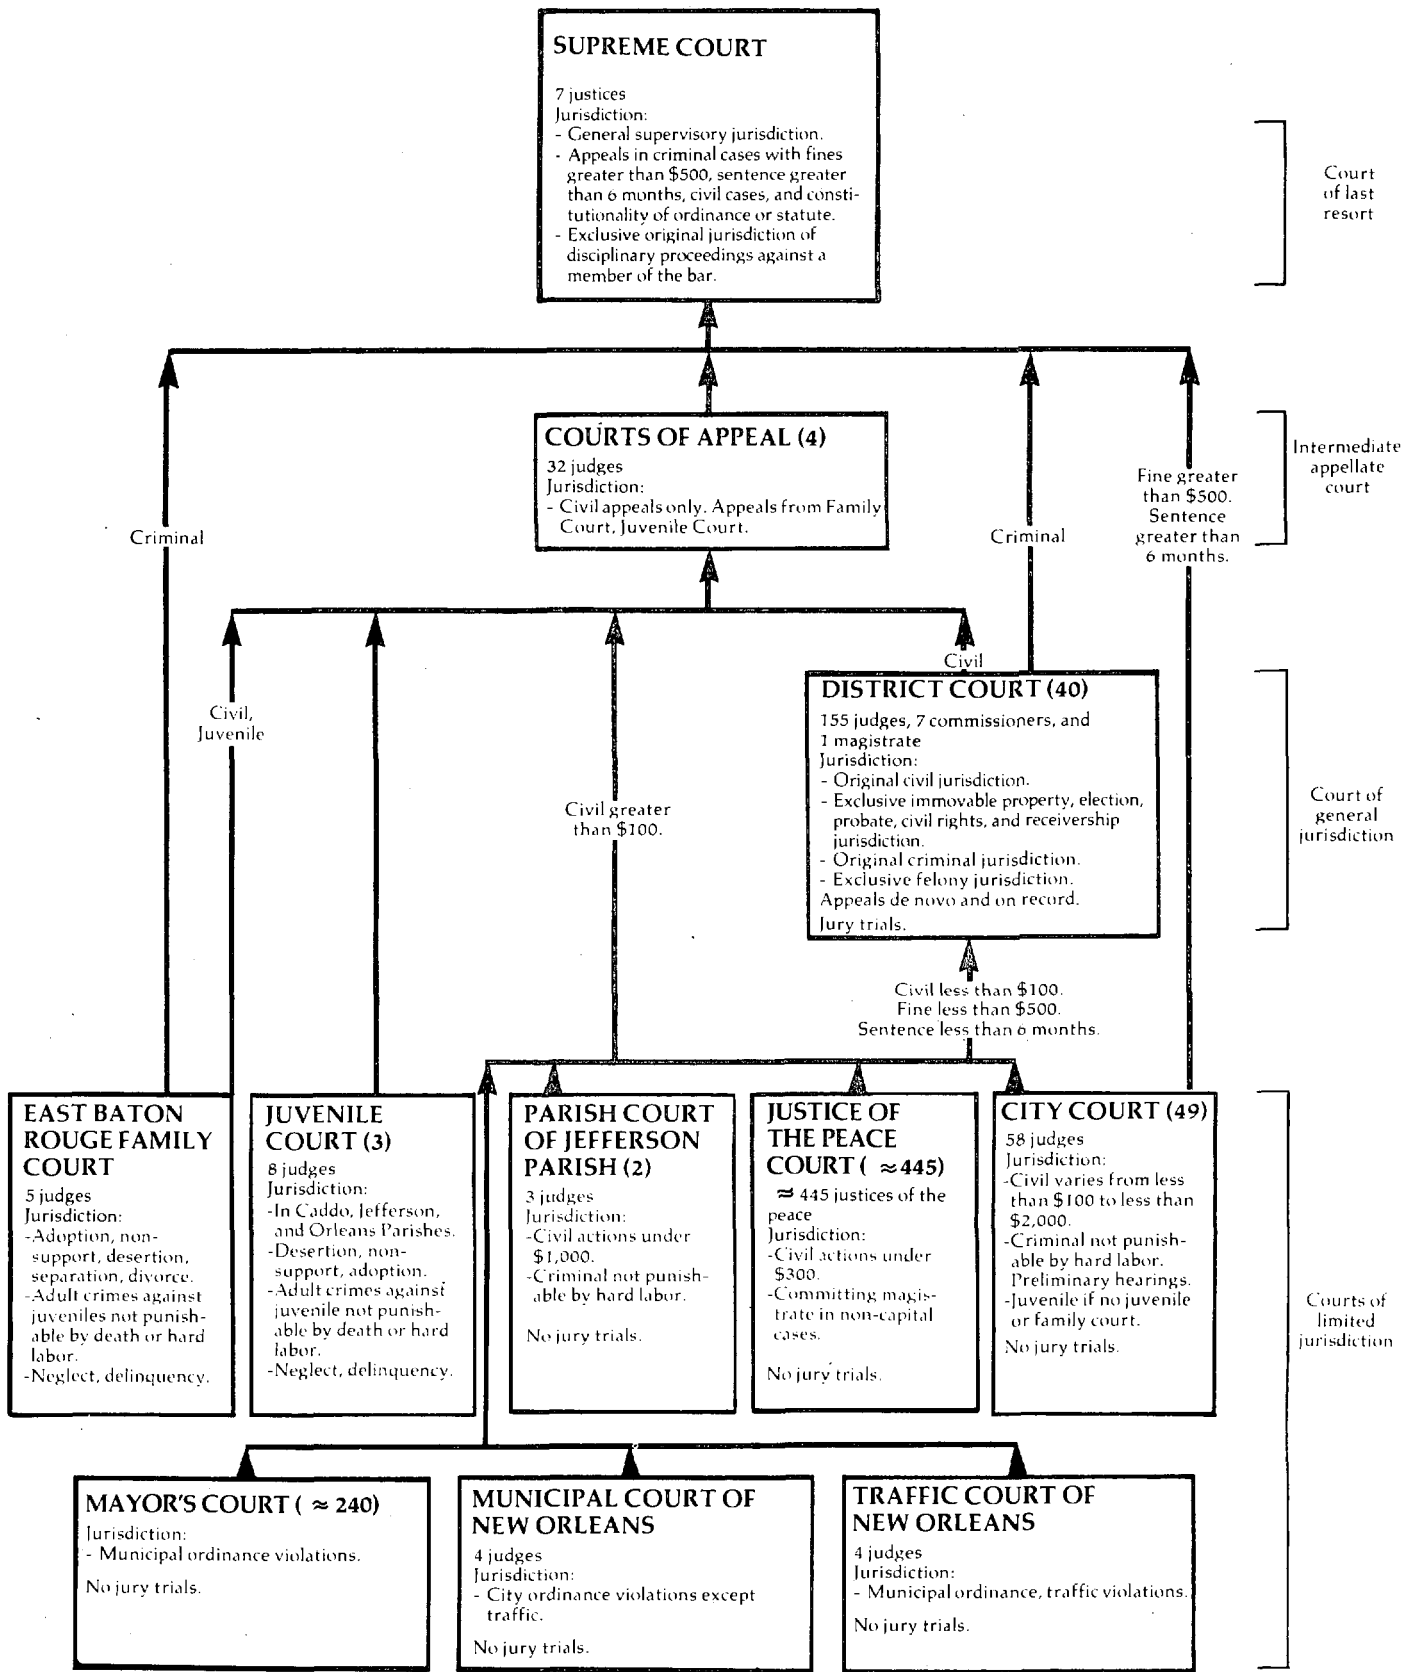 SUPREME COURT
7 justices
Jurisdiction:
- General supervisory jurisdiction.
- Appeals in criminal cases with fines
greater than $500, sentence greater
than 6 months, civil cases, and consti-
tutionality of ordinance or statute.
- Exclusive original jurisdiction of
disciplinary proceedings against a
member of the bar.
Court
of last
resort
COURTS OF APPEAL (4)
32 judges
Jurisdiction:
- Civil appeals only. Appeals from Family
Court, Juvenile Court.
Intermediate
appellate
court
Criminal
Criminal
Fine greater
than $500.
Sentence
greater than
6 months.
Civil,
Juvenile
Civil greater
than $100.
Civil
DISTRICT COURT (40)
155 judges, 7 commissioners, and
1 magistrate
Jurisdiction:
- Original civil jurisdiction.
- Exclusive immovable property, election,
probate, civil rights, and receivership
jurisdiction.
- Original criminal jurisdiction.
- Exclusive felony jurisdiction.
Appeals de novo and on record.
Jury trials.
Court of
general
jurisdiction
Civil less than $100.
Fine less than $500.
Sentence less than 6 months.
EAST BATON
ROUGE FAMILY
COURT
5 judges
Jurisdiction:
-Adoption, non-
support, desertion,
separation, divorce.
-Adult crimes against
juveniles not punish-
able by death or hard
labor.
-Neglect, delinquency.
JUVENILE
COURT (3)
8 judges
Jurisdiction:
-In Caddo, Jefferson,
and Orleans Parishes.
-Desertion, non-
support, adoption.
-Adult crimes against
juvenile not punish-
able by death or hard
labor.
-Neglect, delinquency.
PARISH COURT
OF JEFFERSON
PARISH (2)
3 judges
Jurisdiction:
-Civil actions under
$1,000.
-Criminal not punish-
able by hard labor.
No jury trials.
JUSTICE OF
THE PEACE
COURT ( ≈445)
≈ 445 justices of the
peace
Jurisdiction:
-Civil actions under
$300.
-Committing magis-
trate in non-capital
cases.
No jury trials.
CITY COURT (49)
58 judges
Jurisdiction:
-Civil varies from less
than $100 to less than
$2,000.
-Criminal not punish-
able by hard labor.
Preliminary hearings.
-Juvenile if no juvenile
or family court.
No jury trials.
Courts of
limited
jurisdiction
MAYOR'S COURT ( ≈ 240)
Jurisdiction:
- Municipal ordinance violations.
No jury trials.
MUNICIPAL COURT OF
NEW ORLEANS
4 judges
Jurisdiction:
- City ordinance violations except
traffic.
No jury trials.
TRAFFIC COURT OF
NEW ORLEANS
4 judges
Jurisdiction:
- Municipal ordinance, traffic violations.
No jury trials.